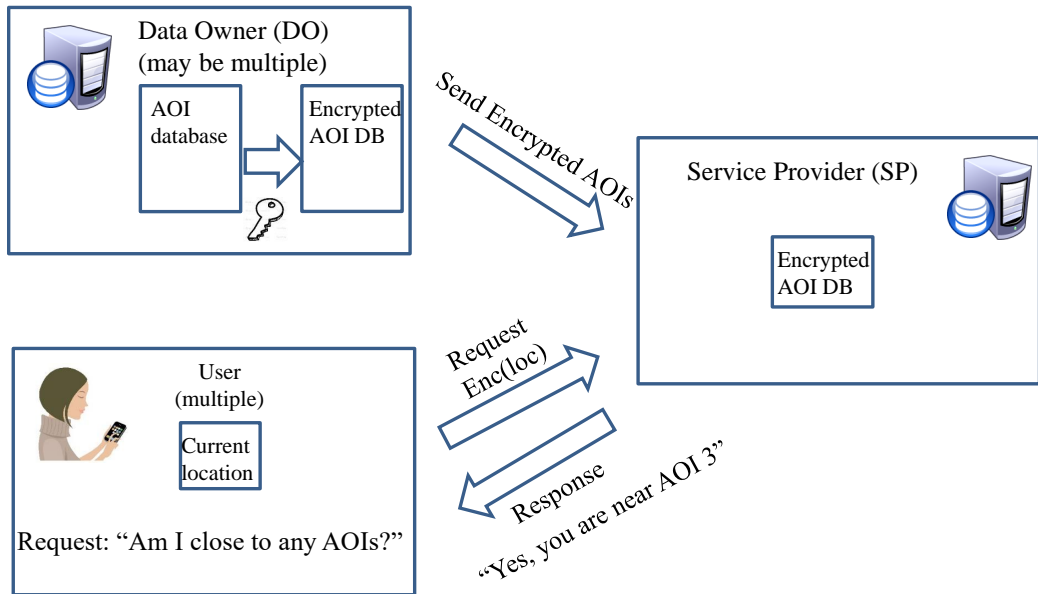 Data Owner (DO)
(may be multiple)
AOI
database
Encrypted
AOI DB
Send Encrypted AOIs
Service Provider (SP)
Encrypted
AOI DB
User
(multiple)
Current
location
Request: “Am I close to any AOIs?”
Request
Enc(loc)
Response
“Yes, you are near AOI 3”